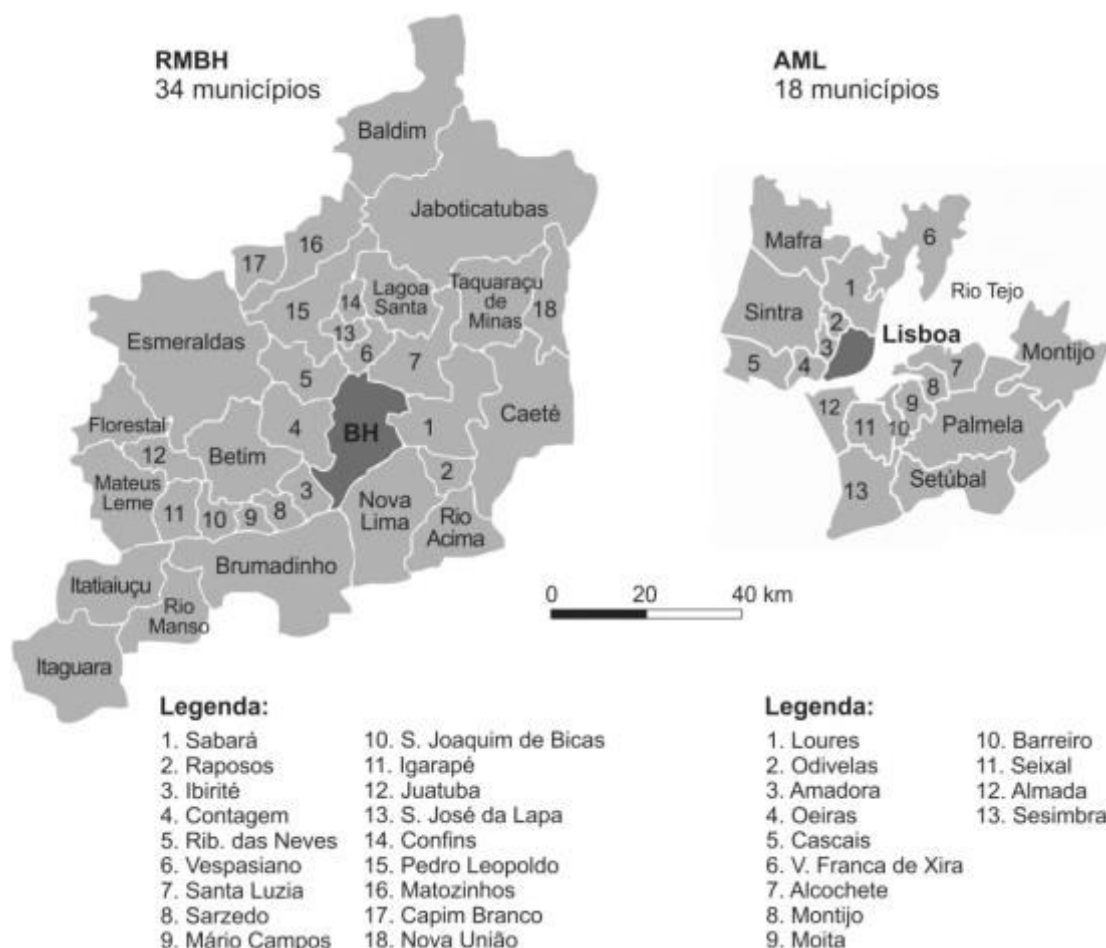 RMBH
34 municípios
Baldim
Jaboticatubas
16
17
Lagoa
Santa
Taquaraçu
de
Minas
14
15
18
13
Esmeraldas
6
7
5
Florestal
4
BH
1
Caeté
12
Betim
2
Mateus
Leme
3
Nova
Lima
11
10
9
8
Rio
Acima
Brumadinho
Itatiaiuçu
Rio
Manso
Itaguara
AML
18 municípios
Mafra
6
1
Rio Tejo
Sintra
2
Lisboa
3
Montijo
5
4
7
8
12
9
11
10
Palmela
Setúbal
13
0 20 40 km
Legenda:
1. Sabará
2. Raposos
3. Ibirité
4. Contagem
5. Rib. das Neves
6. Vespasiano
7. Santa Luzia
8. Sarzedo
9. Mário Campos
10. S. Joaquim de Bicas
11. Igarapé
12. Juatuba
13. S. José da Lapa
14. Confins
15. Pedro Leopoldo
16. Matozinhos
17. Capim Branco
18. Nova União
Legenda:
1. Loures
2. Odivelas
3. Amadora
4. Oeiras
5. Cascais
6. V. Franca de Xira
7. Alcochete
8. Montijo
9. Moita
10. Barreiro
11. Seixal
12. Almada
13. Sesimbra